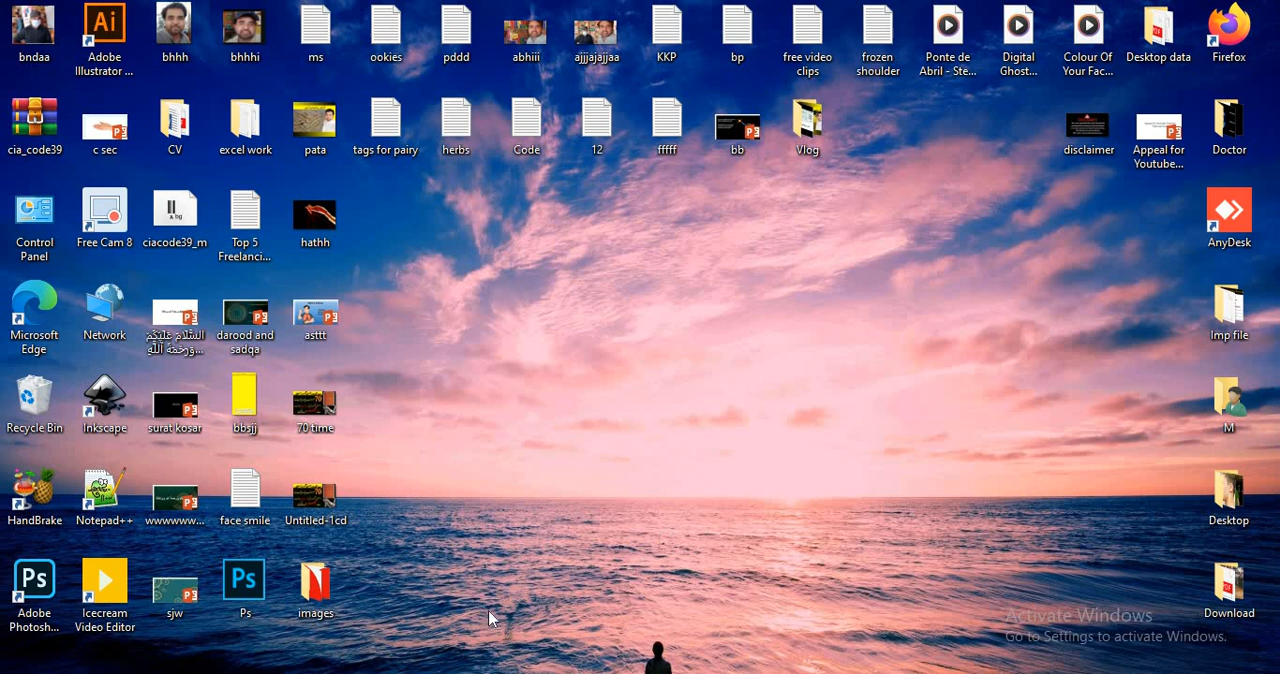 bndaa
Adobe
Illustrator ...
bhhh
bhhhi
ms
ookies
pddd
abhiii
ajjjajajjaa
KKP
bp
free video
clips
frozen
shoulder
Ponte de
Abril - Ste...
Digital
Ghost...
Colour Of
Your Fac...
Desktop data
Firefox
cia_code39
c sec
CV
excel work
pata
tags for pairy
herbs
Code
12
fffff
bb
Vlog
disclaimer
Appeal for
Youtube...
Doctor
Control
Panel
Free Cam 8
ciacode39_m
Top 5
Freelanci...
hathh
AnyDesk
Microsoft
Edge
Network
السَّلَامُ عَلَيْكُمْ
وَرَحْمَةُ اللَّهِ...
darood and
sadqa
asttt
Imp file
Recycle Bin
Inkscape
surat kosar
bbsjj
70 time
M
HandBrake
Notepad++
face smile
Untitled-1cd
Desktop
Ps
Adobe
Photosh...
Icecream
Video Editor
sjw
Ps
Ps
images
Download
Activate Windows
Go to Settings to activate Windows.